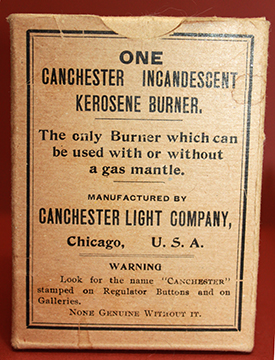 ONE
CANCHESTER INCANDESCENT
KEROSENE BURNER.
The only Burner which can
be used with or without
a gas mantle.
MANUFACTURED BY
CANCHESTER LIGHT COMPANY,
Chicago, U. S. A.
WARNING
Look for the name "CANCHESTER"
stamped on Regulator Buttons and on
Galleries.
NONE GENUINE WITHOUT IT.